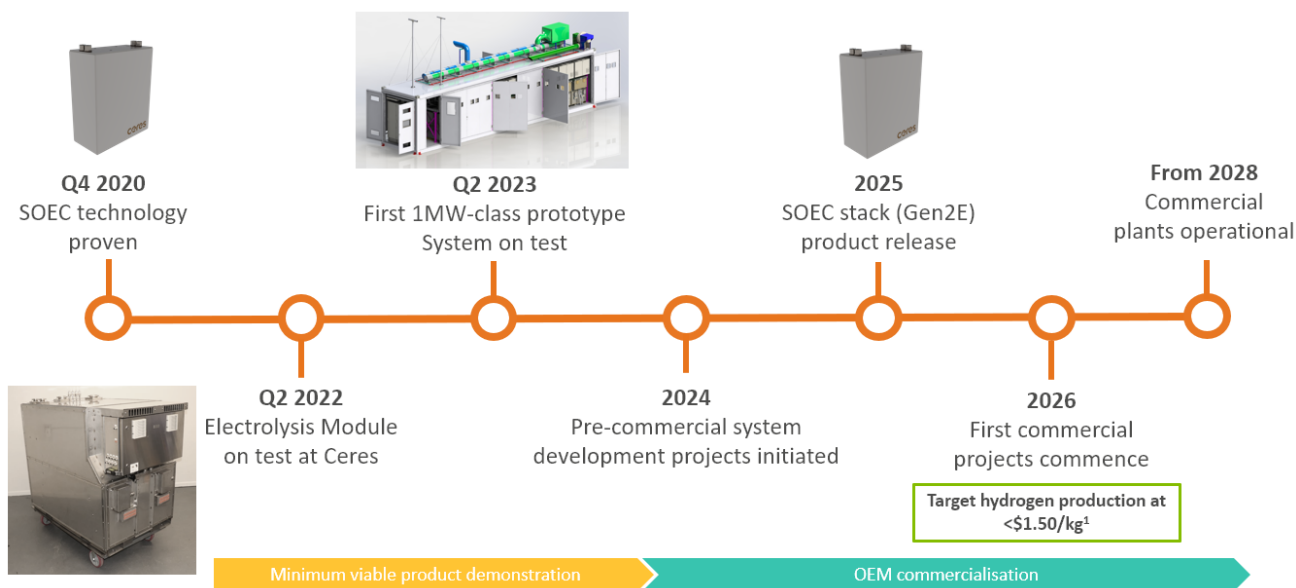 ceres
ceres
Q4 2020
SOEC technology
proven
Q2 2023
First 1MW-class prototype
System on test
2025
SOEC stack (Gen2E)
product release
From 2028
Commercial
plants operational
Q2 2022
Electrolysis Module
on test at Ceres
2024
Pre-commercial system
development projects initiated
2026
First commercial
projects commence
Target hydrogen production at
<$1.50/kg¹
Minimum viable product demonstration
OEM commercialisation